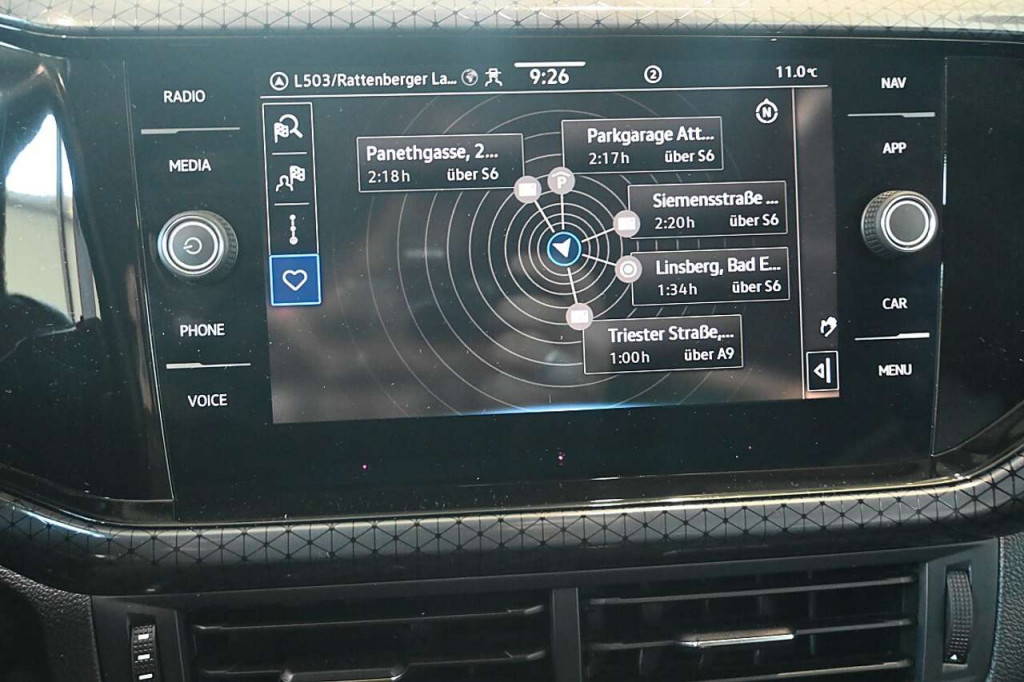 L503/Rattenberger La... 9:26 2 11.0°C
RADIO
MEDIA
PHONE
VOICE
N
Panethgasse, 2...
2:18h über S6
Parkgarage Att...
2:17h über S6
P
Siemensstraße ...
2:20h über S6
Linsberg, Bad E...
1:34h über S6
Triester Straße,...
1:00h über A9
NAV
APP
CAR
MENU